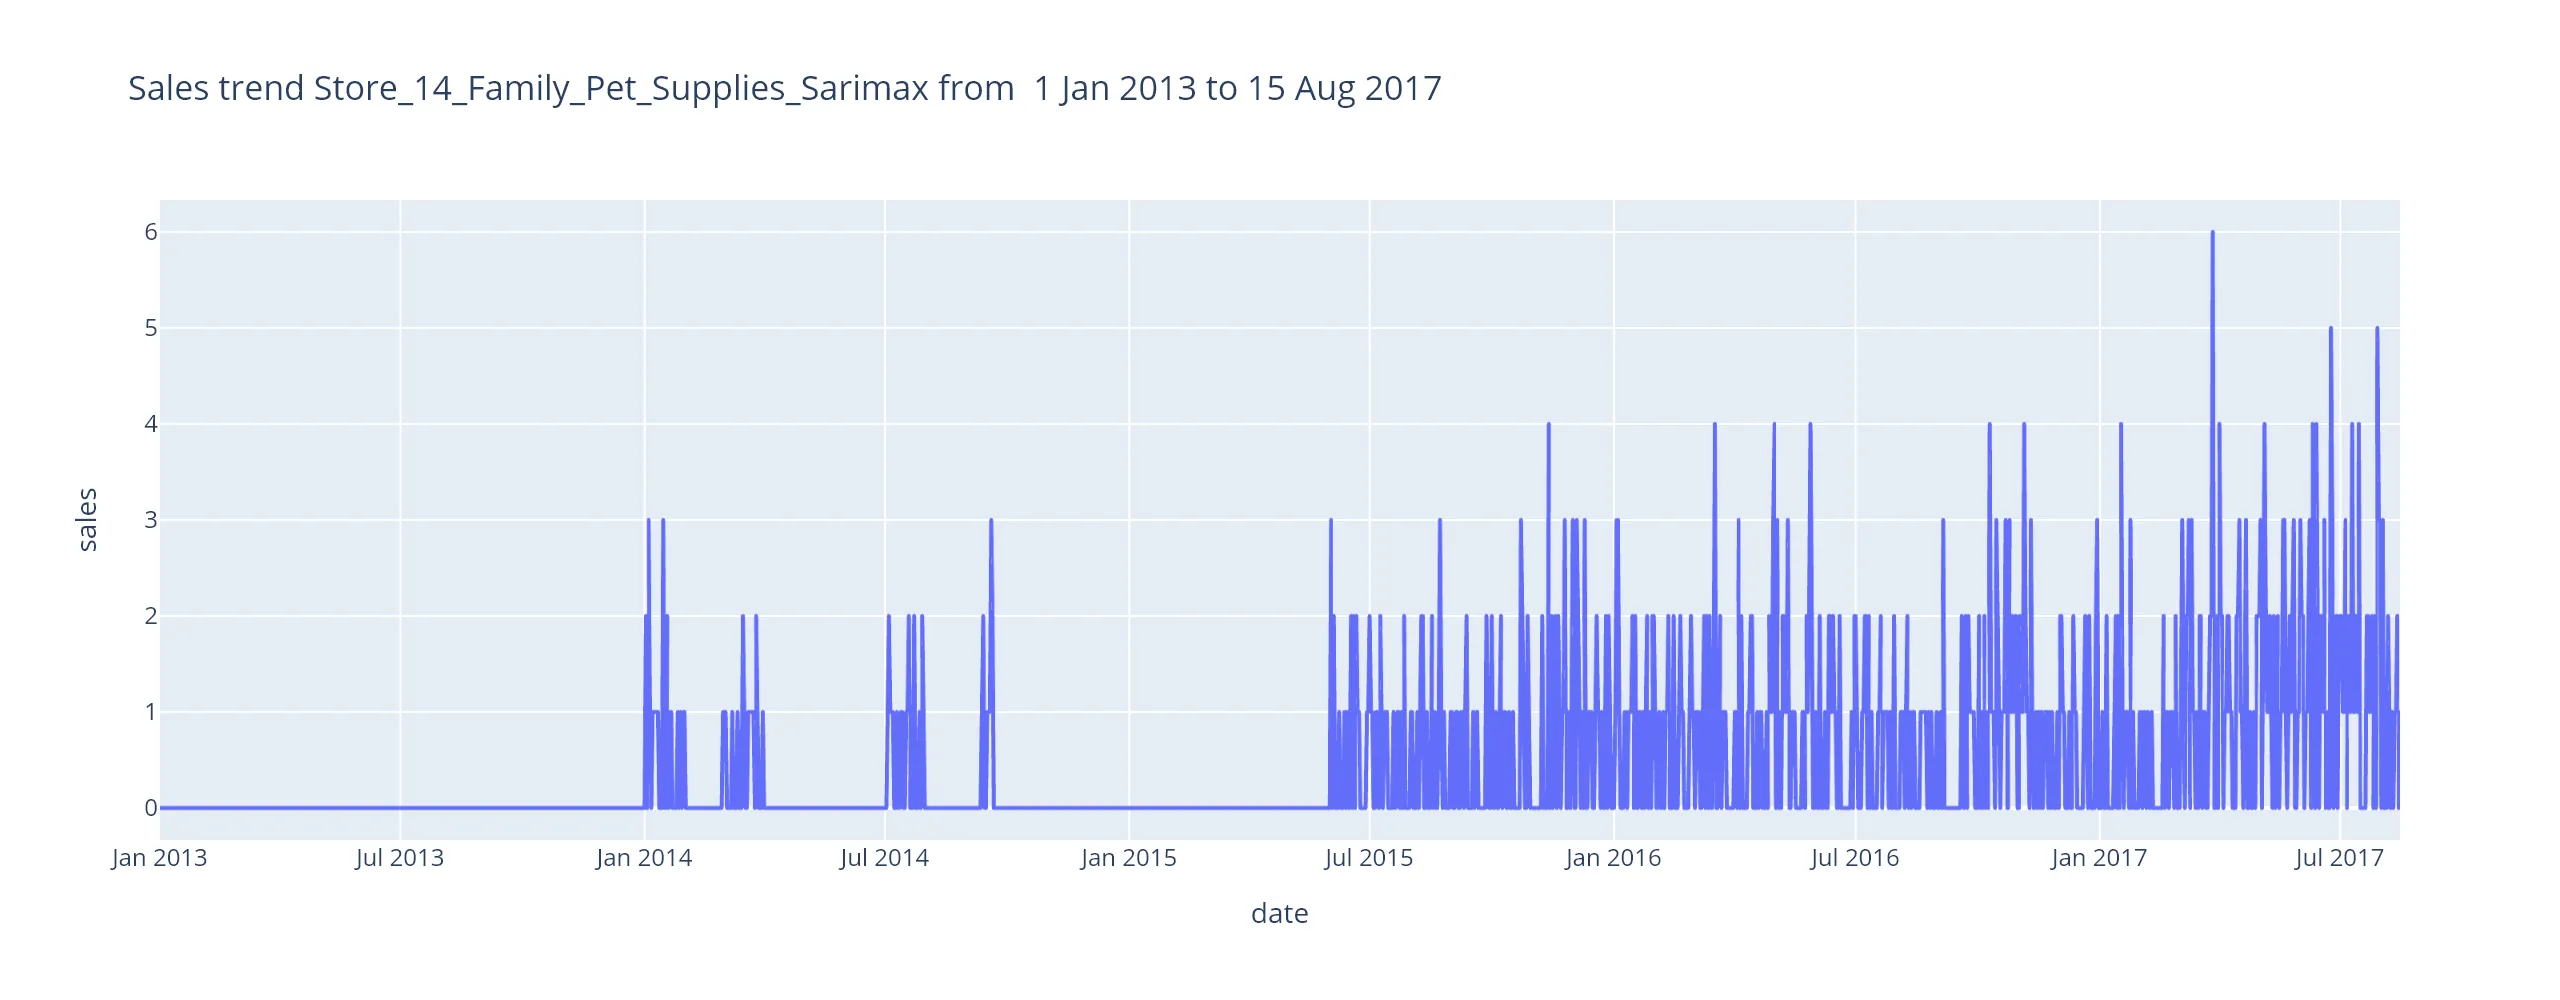 Sales trend Store_14_Family_Pet_Supplies_Sarimax from  1 Jan 2013 to 15 Aug 2017
6
5
4
3
2
1
0
sales
Jan 2013 Jul 2013 Jan 2014 Jul 2014 Jan 2015 Jul 2015 Jan 2016 Jul 2016 Jan 2017 Jul 2017
date